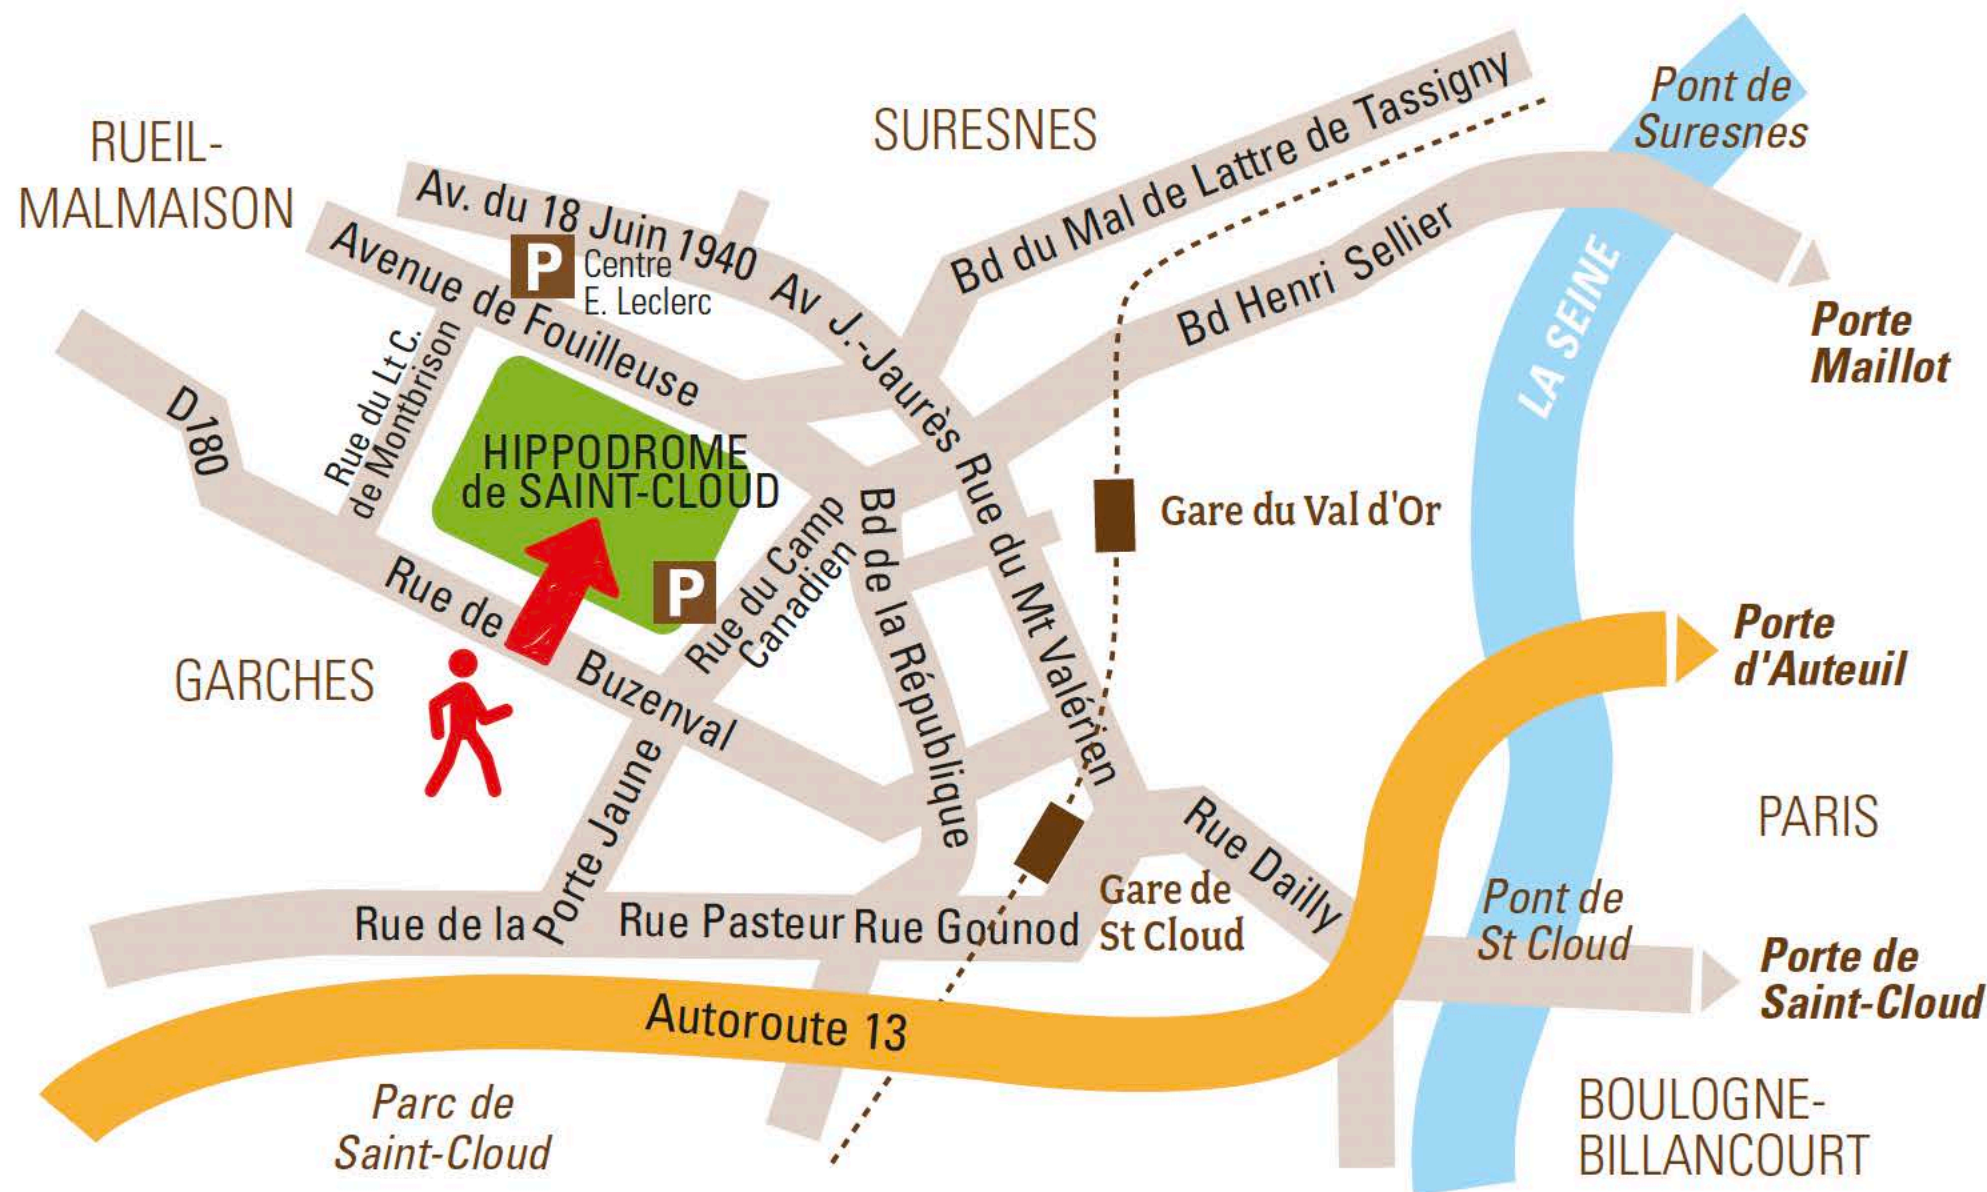 RUEIL-
MALMAISON
SURESNES
Pont de
Suresnes
Av. du 18 Juin 1940
Avenue de Fouilleuse
P
Centre
E. Leclerc
Av J.-Jaurès
Bd du Mal de Lattre de Tassigny
Bd Henri Sellier
LA SEINE
Porte
Maillot
D180
Rue du Lt C.
de Montbrison
HIPPODROME
de SAINT-CLOUD
P
Rue du Camp
Canadien
Bd de la République
Rue du Mt Valérien
Gare du Val d'Or
Rue de Buzenval
GARCHES
Porte
d'Auteuil
PARIS
Rue de la Porte Jaune
Rue Pasteur
Rue Gounod
Gare de
St Cloud
Rue Dailly
Pont de
St Cloud
Porte de
Saint-Cloud
Autoroute 13
Parc de
Saint-Cloud
BOULOGNE-
BILLANCOURT